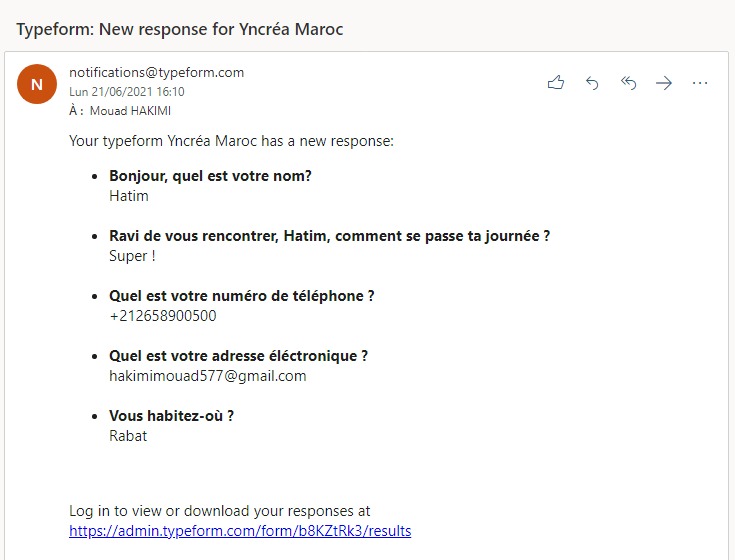 Typeform: New response for Yncréa Maroc
N
notifications@typeform.com
Lun 21/06/2021 16:10
À : Mouad HAKIMI
Your typeform Yncréa Maroc has a new response:
• Bonjour, quel est votre nom?
Hatim
• Ravi de vous rencontrer, Hatim, comment se passe ta journée ?
Super !
• Quel est votre numéro de téléphone ?
+212658900500
• Quel est votre adresse éléctronique ?
hakimimouad577@gmail.com
• Vous habitez-où ?
Rabat
Log in to view or download your responses at
https://admin.typeform.com/form/b8KZtRk3/results